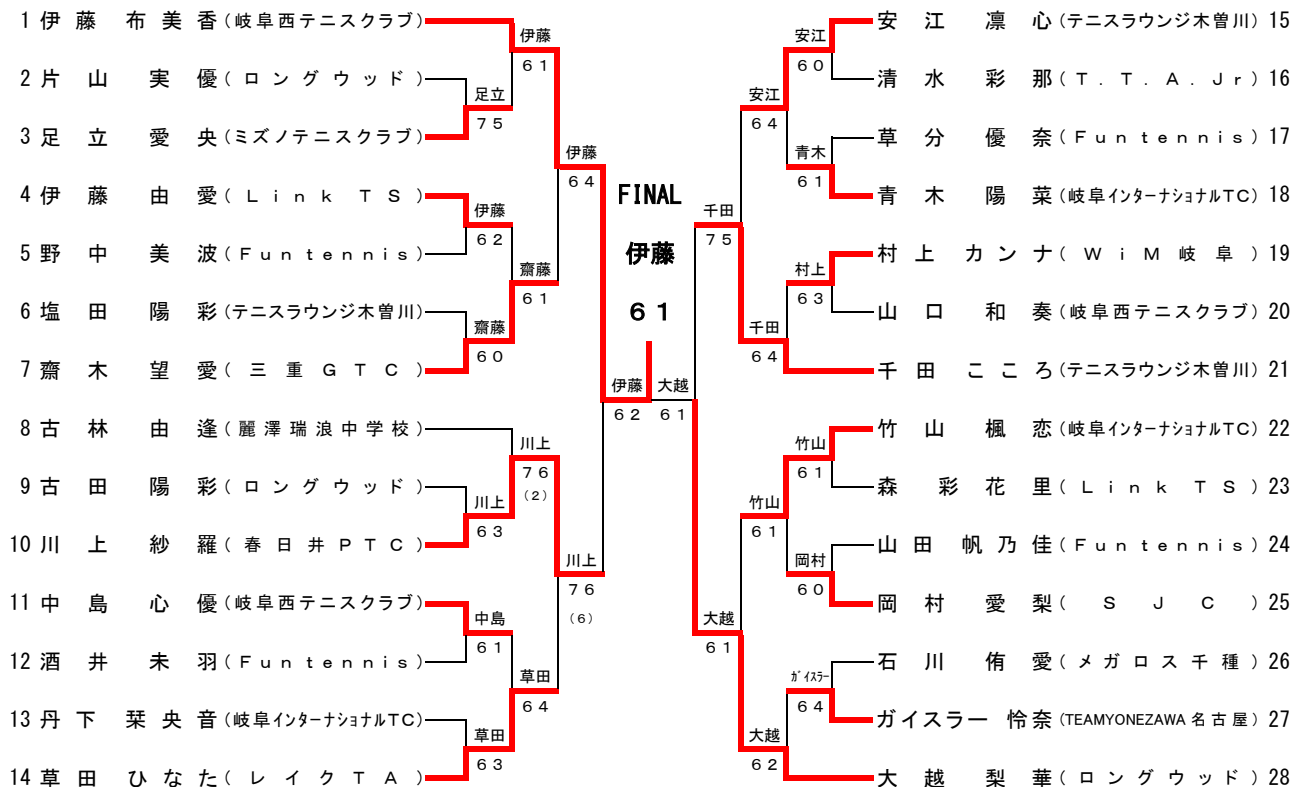 1 伊藤 布美香 (岐阜西テニスクラブ)
2 片山 実優 (ロングウッド)
3 足立 愛央 (ミズノテニスクラブ)
4 伊藤 由愛 (Link TS)
5 野中 美波 (Funtennis)
6 塩田 陽彩 (テニスラウンジ木曽川)
7 齋木 望愛 (三重GTC)
8 古林 由逢 (麗澤瑞浪中学校)
9 古田 陽彩 (ロングウッド)
10 川上 紗羅 (春日井PTC)
11 中島 心優 (岐阜西テニスクラブ)
12 酒井 未羽 (Funtennis)
13 丹下 栞央音 (岐阜インターナショナルTC)
14 草田 ひなた (レイクTA)
伊藤
61
足立
75
伊藤
64
伊藤
62
齋藤
61
齋藤
60
川上
76
(2)
川上
63
川上
76
(6)
中島
61
草田
64
草田
63
伊藤
62
FINAL
伊藤
61
大越
61
千田
75
安江
64
安江
60
青木
61
村上
63
千田
64
竹山
61
竹山
61
岡村
60
大越
61
ガイスラー
64
大越
62
安江 凛心 (テニスラウンジ木曽川) 15
清水 彩那 (T.T.A.Jr) 16
草分 優奈 (Funtennis) 17
青木 陽菜 (岐阜インターナショナルTC) 18
村上 カンナ (WiM岐阜) 19
山口 和奏 (岐阜西テニスクラブ) 20
千田 こころ (テニスラウンジ木曽川) 21
竹山 楓恋 (岐阜インターナショナルTC) 22
森 彩花里 (Link TS) 23
山田 帆乃佳 (Funtennis) 24
岡村 愛梨 (SJC) 25
石川 侑愛 (メガロス千種) 26
ガイスラー 怜奈 (TEAMYONEZAWA名古屋) 27
大越 梨華 (ロングウッド) 28